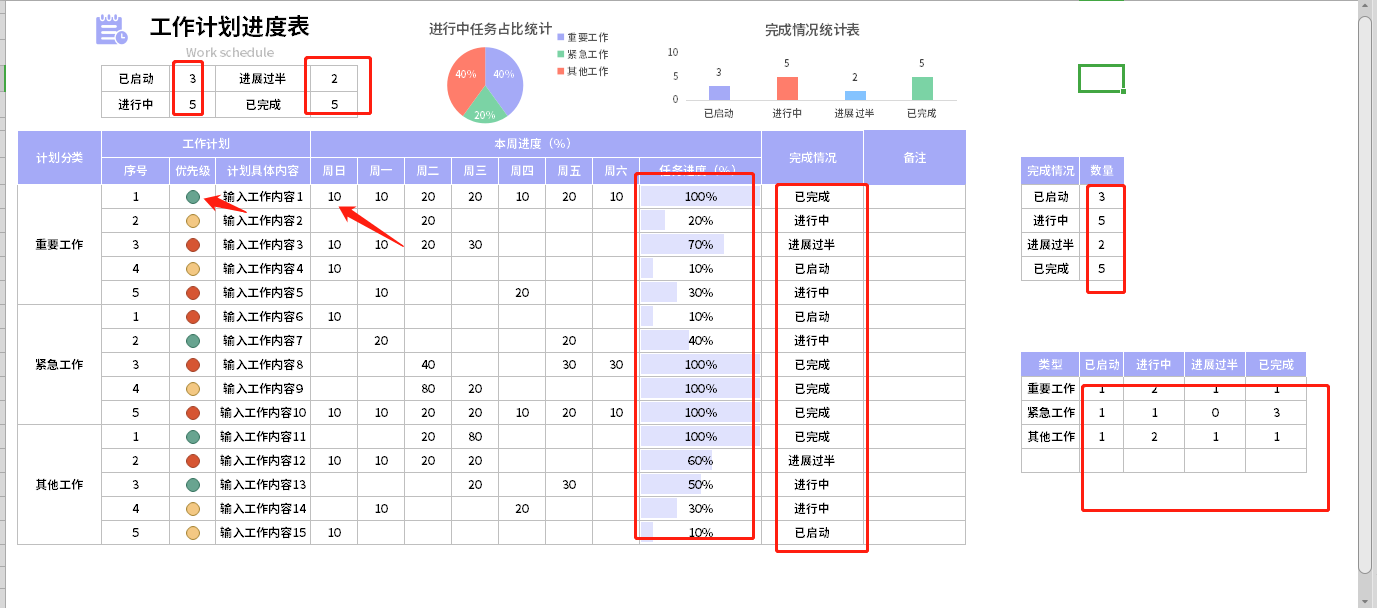 工作计划进度表
Work schedule
已启动 3 进展过半 2
进行中 5 已完成 5
进行中任务占比统计
重要工作
紧急工作
其他工作
40% 40%
20%
完成情况统计表
10
5
0
3 5 2 5
已启动 进行中 进展过半 已完成
计划分类 工作计划 本周进度（%） 完成情况 备注
序号 优先级 计划具体内容 周日 周一 周二 周三 周四 周五 周六 任务进度（%）
重要工作
1 输入工作内容1 10 10 20 20 10 20 10 100% 已完成
2 输入工作内容2 20 20% 进行中
3 输入工作内容3 10 10 20 30 70% 进展过半
4 输入工作内容4 10 10% 已启动
5 输入工作内容5 10 20 30% 进行中
紧急工作
1 输入工作内容6 10 10% 已启动
2 输入工作内容7 20 20 40% 进行中
3 输入工作内容8 40 30 30 100% 已完成
4 输入工作内容9 80 20 100% 已完成
5 输入工作内容10 10 10 20 20 10 20 10 100% 已完成
其他工作
1 输入工作内容11 20 80 100% 已完成
2 输入工作内容12 10 10 20 20 60% 进展过半
3 输入工作内容13 20 30 50% 进行中
4 输入工作内容14 10 20 30% 进行中
5 输入工作内容15 10 10% 已启动
完成情况 数量
已启动 3
进行中 5
进展过半 2
已完成 5
类型 已启动 进行中 进展过半 已完成
重要工作 1 2 1 1
紧急工作 1 1 0 3
其他工作 1 2 1 1